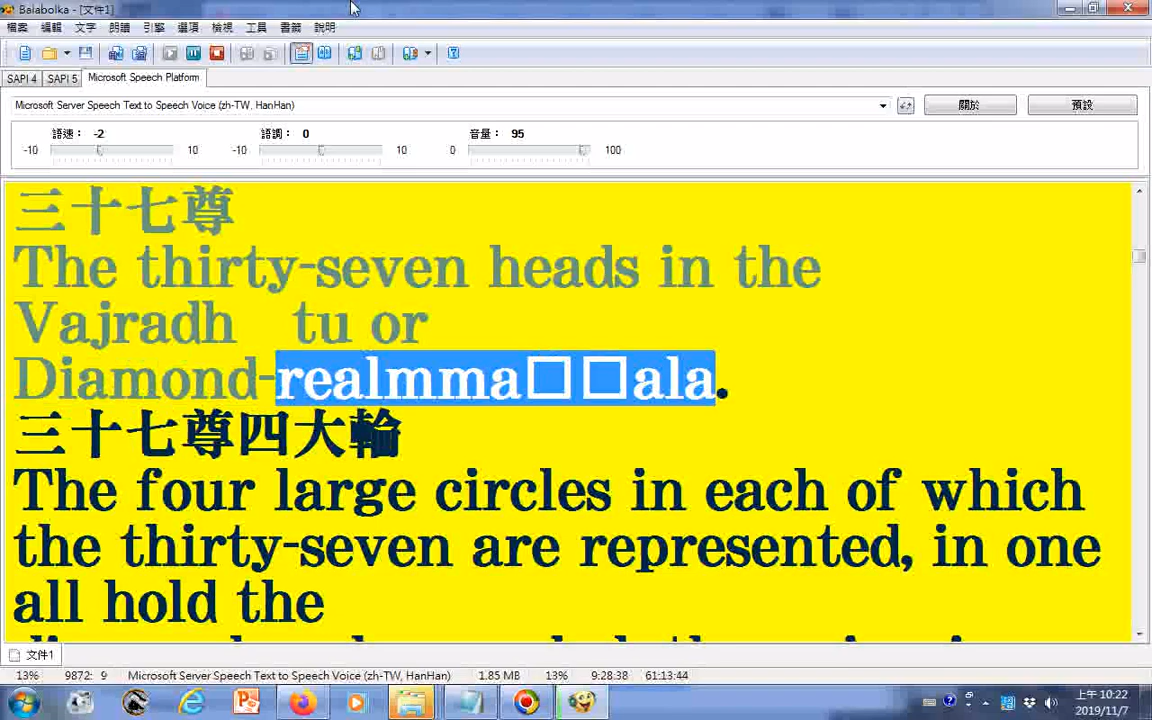 Balabolka - [文件1]
檔案 編輯 文字 朗讀 引擎 選項 檢視 工具 書籤 說明
SAPI 4 SAPI 5 Microsoft Speech Platform
Microsoft Server Speech Text to Speech Voice (zh-TW, HanHan) 關於 預設
語速： -2 語調： 0 音量： 95
-10 10 -10 10 0 100
三十七尊
The thirty-seven heads in the
Vajradh tu or
Diamond-realmma□□ala.
三十七尊四大輪
The four large circles in each of which
the thirty-seven are represented, in one
all hold the
文件1
13% 9872: 9 Microsoft Server Speech Text to Speech Voice (zh-TW, HanHan) 1.85 MB 13% 9:28:38 61:13:44
上午 10:22
2019/11/7